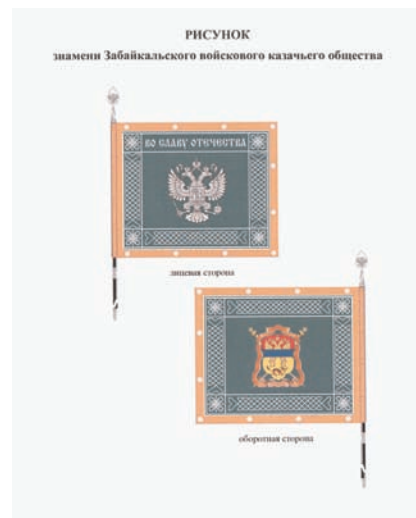 РИСУНОК
знамени Забайкальского войскового казачьего общества
ВО СЛАВУ ОТЕЧЕСТВА
лицевая сторона
оборотная сторона